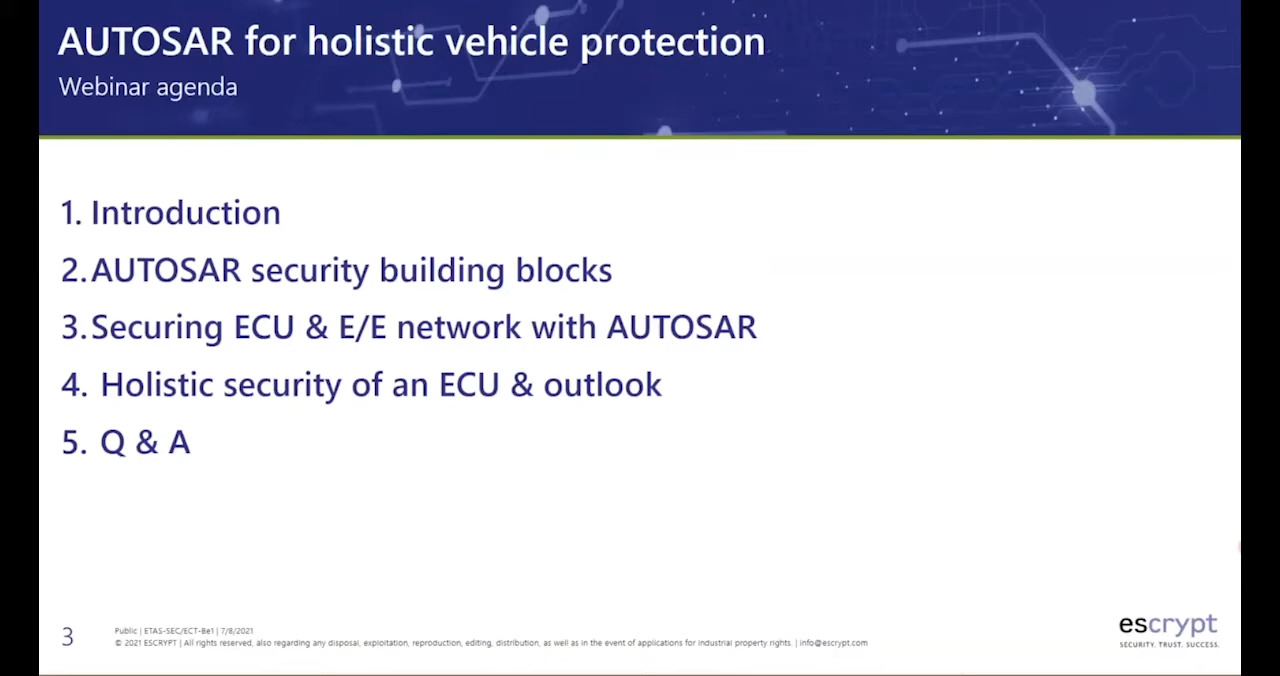 AUTOSAR for holistic vehicle protection
Webinar agenda
1. Introduction
2. AUTOSAR security building blocks
3. Securing ECU & E/E network with AUTOSAR
4. Holistic security of an ECU & outlook
5. Q & A
3
Public | ETAS-SEC/ECT-Be1 | 7/8/2021
© 2021 ESCRYPT | All rights reserved, also regarding any disposal, exploitation, reproduction, editing, distribution, as well as in the event of applications for industrial property rights. | info@escrypt.com
escrypt
SECURITY. TRUST. SUCCESS.